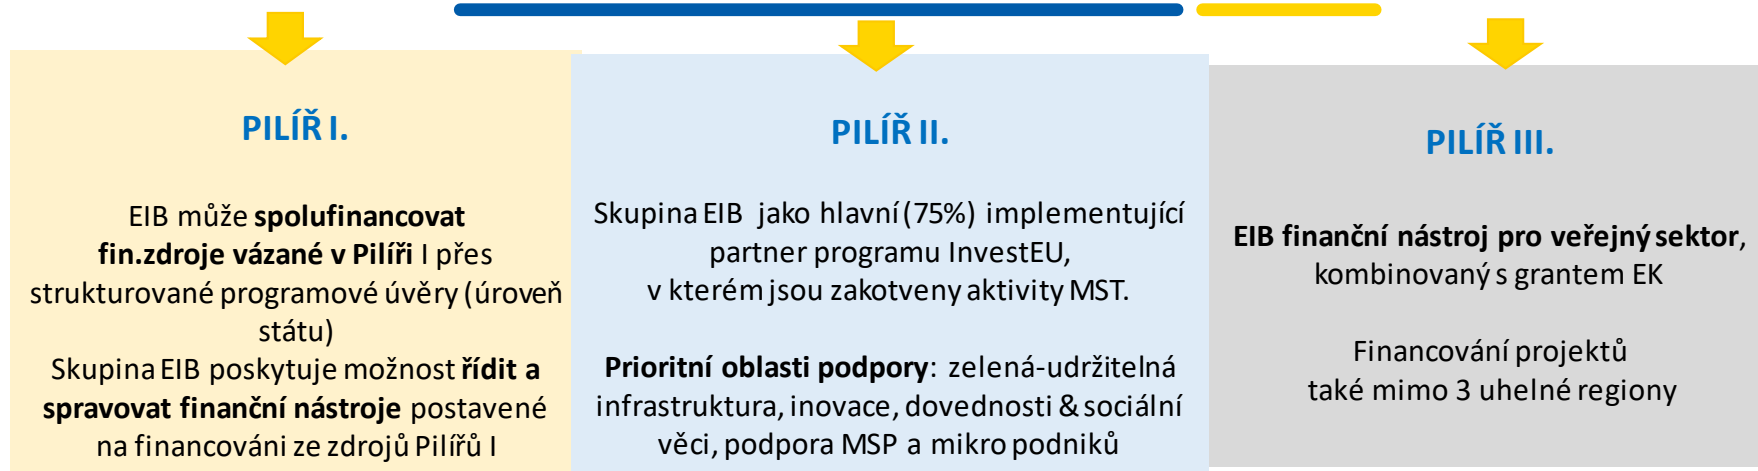 PILÍŘ I.
EIB může spolufinancovat
fin.zdroje vázané v Pilíři I přes
strukturované programové úvěry (úroveň
státu)
Skupina EIB poskytuje možnost řídit a
spravovat finanční nástroje postavené
na financováni ze zdrojů Pilířů I
PILÍŘ II.
Skupina EIB jako hlavní (75%) implementující
partner programu InvestEU,
v kterém jsou zakotveny aktivity MST.
Prioritní oblasti podpory: zelená-udržitelná
infrastruktura, inovace, dovednosti & sociální
věci, podpora MSP a mikro podniků
PILÍŘ III.
EIB finanční nástroj pro veřejný sektor,
kombinovaný s grantem EK
Financování projektů
také mimo 3 uhelné regiony